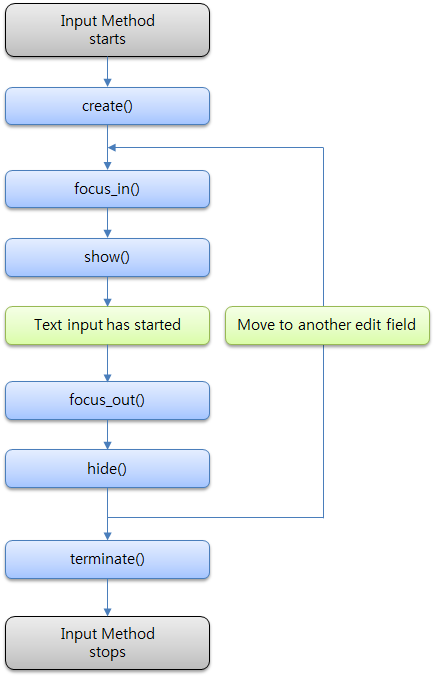 Input Method
starts
create()
focus_in()
show()
Text input has started
Move to another edit field
focus_out()
hide()
terminate()
Input Method
stops